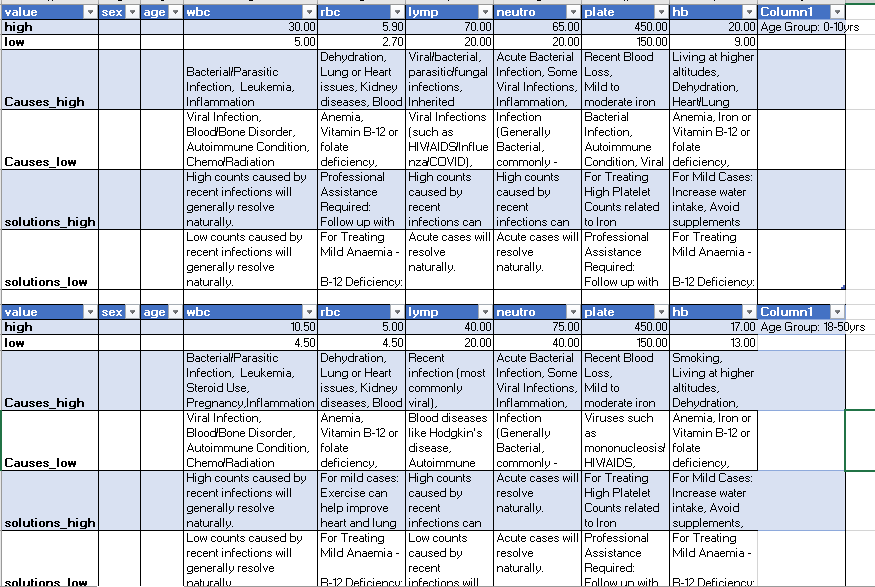 value sex age wbc rbc lymp neutro plate hb Column1
high 30.00 5.90 70.00 65.00 450.00 20.00 Age Group: 0-10yrs
low 5.00 2.70 20.00 20.00 150.00 9.00
Causes_high
Bacterial/Parasitic
Infection, Leukemia,
Inflammation
Dehydration,
Lung or Heart
issues, Kidney
diseases, Blood
Viral/bacterial,
parasitic/fungal
infections,
Inherited
Acute Bacterial
Infection, Some
Viral Infections,
Inflammation,
Recent Blood
Loss,
Mild to
moderate iron
Living at higher
altitudes,
Dehydration,
Heart/Lung
Causes_low
Viral Infection,
Blood/Bone Disorder,
Autoimmune Condition,
Chemo/Radiation
Anemia,
Vitamin B-12 or
folate
deficiency,
Viral Infections
(such as
HIV/AIDS/Influe
nza/COVID),
Infection
(Generally
Bacterial,
commonly -
Bacterial
Infection,
Autoimmune
Condition, Viral
Anemia, Iron or
Vitamin B-12 or
folate
deficiency,
solutions_high
High counts caused by
recent infections will
generally resolve
naturally.
Professional
Assistance
Required:
Follow up with
High counts
caused by
recent
infections can
High counts
caused by
recent
infections can
For Treating
High Platelet
Counts related
to Iron
For Mild Cases:
Increase water
intake, Avoid
supplements
solutions_low
Low counts caused by
recent infections will
generally resolve
naturally.
For Treating
Mild Anaemia -
B-12 Deficiency:
Acute cases will
resolve
naturally.
Acute cases will
resolve
naturally.
Professional
Assistance
Required:
Follow up with
For Treating
Mild Anaemia -
B-12 Deficiency:
value sex age wbc rbc lymp neutro plate hb Column1
high 10.50 5.00 40.00 75.00 450.00 17.00 Age Group: 18-50yrs
low 4.50 4.50 20.00 40.00 150.00 13.00
Causes_high
Bacterial/Parasitic
Infection, Leukemia,
Steroid Use,
Pregnancy,Inflammation
Dehydration,
Lung or Heart
issues, Kidney
diseases, Blood
Recent
infection (most
commonly
viral),
Acute Bacterial
Infection, Some
Viral Infections,
Inflammation,
Recent Blood
Loss,
Mild to
moderate iron
Smoking,
Living at higher
altitudes,
Dehydration,
Causes_low
Viral Infection,
Blood/Bone Disorder,
Autoimmune Condition,
Chemo/Radiation
Anemia,
Vitamin B-12 or
folate
deficiency,
Blood diseases
like Hodgkin's
disease,
Autoimmune
Infection
(Generally
Bacterial,
commonly -
Viruses such
as
mononucleosis/
HIV/AIDS,
Anemia, Iron or
Vitamin B-12 or
folate
deficiency,
solutions_high
High counts caused by
recent infections will
generally resolve
naturally.
For mild cases:
Exercise can
help improve
heart and lung
High counts
caused by
recent
infections can
Acute cases will
resolve
naturally.
For Treating
High Platelet
Counts related
to Iron
For Mild Cases:
Increase water
intake, Avoid
supplements,
solutions_low
Low counts caused by
recent infections will
generally resolve
naturally.
For Treating
Mild Anaemia -
B-12 Deficiency:
Low counts
caused by
recent
infections will
Acute cases will
resolve
naturally.
Professional
Assistance
Required:
Follow up with
For Treating
Mild Anaemia -
B-12 Deficiency: